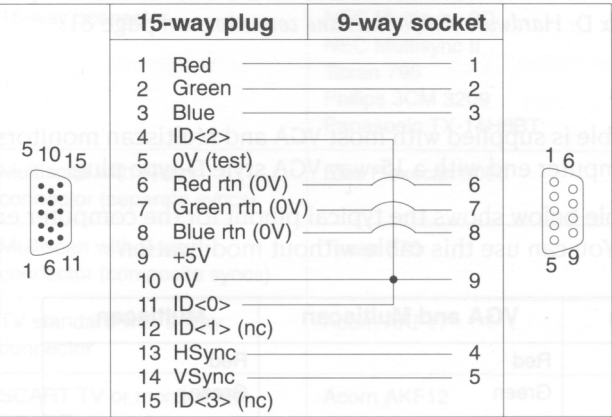 15-way plug 9-way socket
1 Red 1
2 Green 2
3 Blue 3
4 ID<2>
5 0V (test)
6 Red rtn (0V) 6
7 Green rtn (0V) 7
8 Blue rtn (0V) 8
9 +5V
10 0V 9
11 ID<0>
12 ID<1> (nc)
13 HSync 4
14 VSync 5
15 ID<3> (nc)
5 10 15
1 6 11
1 6
5 9